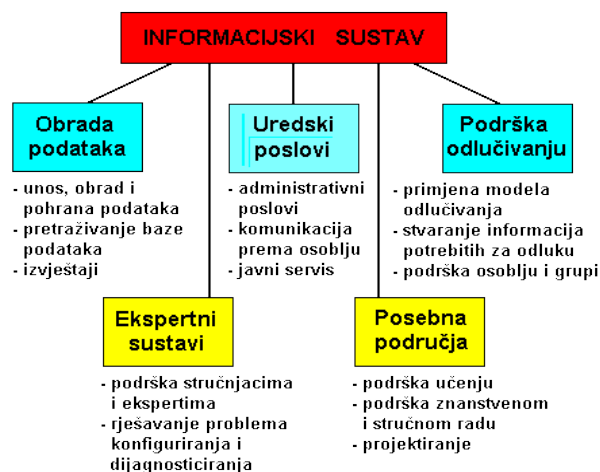 INFORMACIJSKI SUSTAV
Obrada
podataka
- unos, obrad i
pohrana podataka
- pretraživanje baze
podataka
- izvještaji
Uredski
poslovi
- administrativni
poslovi
- komunikacija
prema osoblju
- javni servis
Podrška
odlučivanju
- primjena modela
odlučivanja
- stvaranje informacija
potrebitih za odluku
- podrška osoblju i grupi
Ekspertni
sustavi
- podrška stručnjacima
i ekspertima
- rješavanje problema
konfiguriranja i
dijagnosticiranja
Posebna
područja
- podrška učenju
- podrška znanstvenom
i stručnom radu
- projektiranje